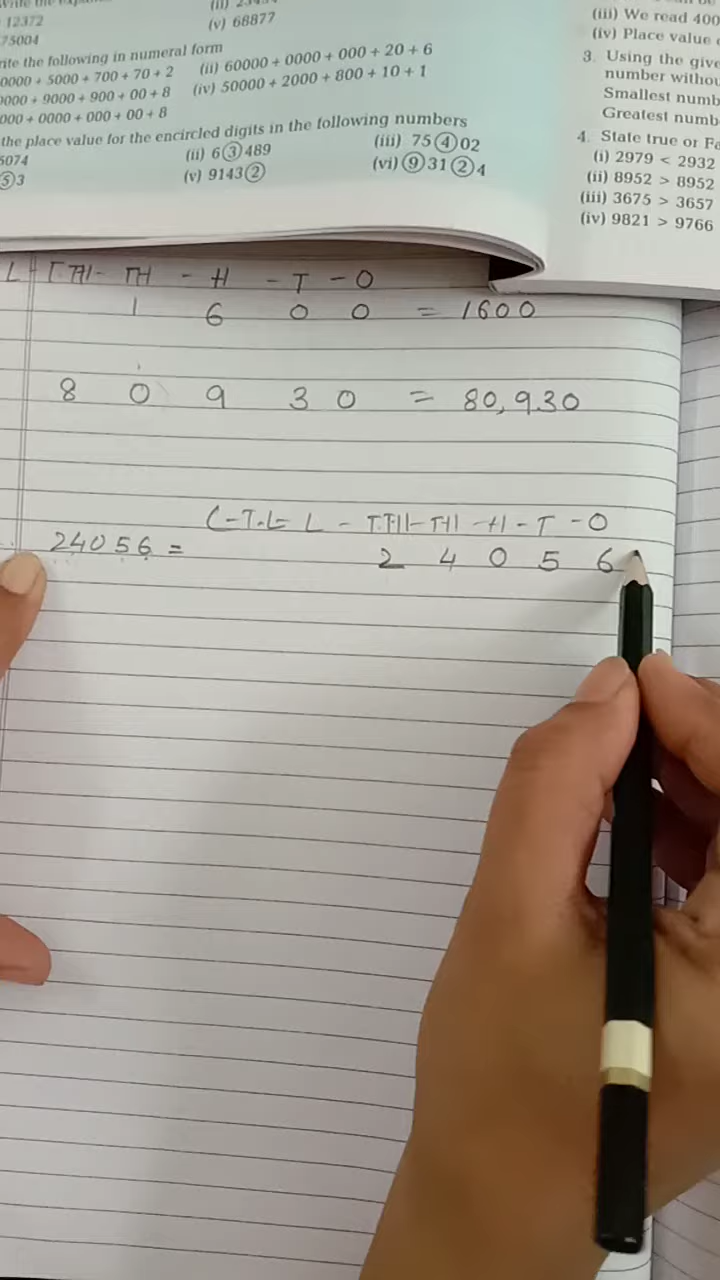 12372
(v) 68877
75004
the following in numeral form
0000 + 5000 + 700 + 70 + 2 (ii) 60000 + 0000 + 000 + 20 + 6
0000 + 9000 + 900 + 00 + 8 (iv) 50000 + 2000 + 800 + 10 + 1
000 + 0000 + 000 + 00 + 8
the place value for the encircled digits in the following numbers
5074 (ii) 6③489 (iii) 75④02
⑤3 (v) 9143② (vi) ⑨31②4
(iii) We read 400
(iv) Place value
3. Using the give
number withou
Smallest numb
Greatest numb
4. State true or Fa
(i) 2979 < 2932
(ii) 8952 > 8952
(iii) 3675 > 3657
(iv) 9821 > 9766
L - T.TH - TH - H - T - O
1 6 0 0 = 1600
8 0 9 3 0 = 80,930
C - T.L - L - T.TH - TH - H - T - O
24056 = 2 4 0 5 6